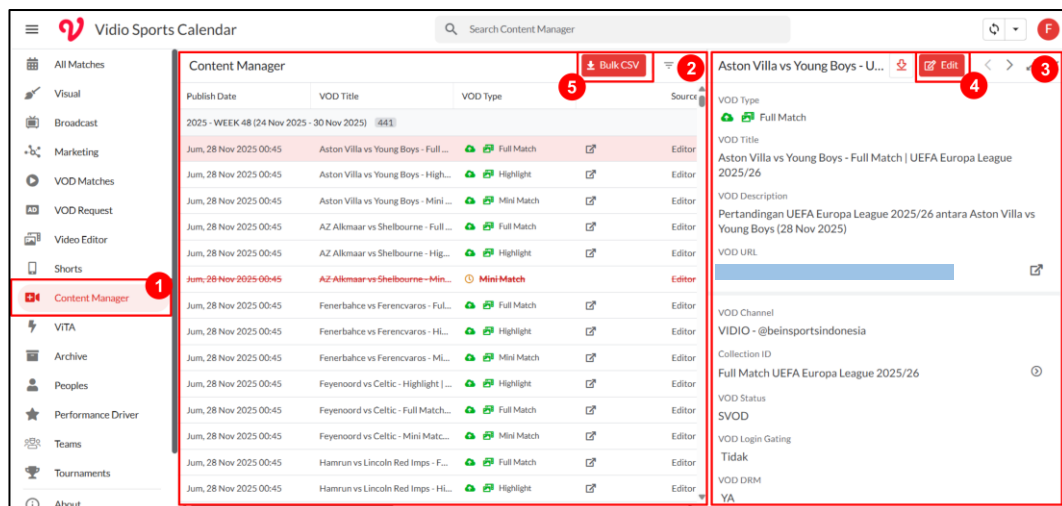 Vidio Sports Calendar
Search Content Manager
F
All Matches
Visual
Broadcast
Marketing
VOD Matches
AD VOD Request
Video Editor
Shorts
Content Manager
1
ViTA
Archive
Peoples
Performance Driver
Teams
Tournaments
About
Content Manager
Bulk CSV
5
2
Publish Date VOD Title VOD Type Source
2025 - WEEK 48 (24 Nov 2025 - 30 Nov 2025) 441
Jum, 28 Nov 2025 00:45 Aston Villa vs Young Boys - Full ... Full Match Editor
Jum, 28 Nov 2025 00:45 Aston Villa vs Young Boys - High... Highlight Editor
Jum, 28 Nov 2025 00:45 Aston Villa vs Young Boys - Mini ... Mini Match Editor
Jum, 28 Nov 2025 00:45 AZ Alkmaar vs Shelbourne - Full... Full Match Editor
Jum, 28 Nov 2025 00:45 AZ Alkmaar vs Shelbourne - Hig... Highlight Editor
Jum, 28 Nov 2025 00:45 AZ Alkmaar vs Shelbourne - Min... Mini Match Editor
Jum, 28 Nov 2025 00:45 Fenerbahce vs Ferencvaros - Ful... Full Match Editor
Jum, 28 Nov 2025 00:45 Fenerbahce vs Ferencvaros - Hi... Highlight Editor
Jum, 28 Nov 2025 00:45 Fenerbahce vs Ferencvaros - Mi... Mini Match Editor
Jum, 28 Nov 2025 00:45 Feyenoord vs Celtic - Highlight | ... Highlight Editor
Jum, 28 Nov 2025 00:45 Feyenoord vs Celtic - Full Match... Full Match Editor
Jum, 28 Nov 2025 00:45 Feyenoord vs Celtic - Mini Matc... Mini Match Editor
Jum, 28 Nov 2025 00:45 Hamrun vs Lincoln Red Imps - F... Full Match Editor
Jum, 28 Nov 2025 00:45 Hamrun vs Lincoln Red Imps - Hi... Highlight Editor
Aston Villa vs Young Boys - U...
Edit
4
3
VOD Type
Full Match
VOD Title
Aston Villa vs Young Boys - Full Match | UEFA Europa League
2025/26
VOD Description
Pertandingan UEFA Europa League 2025/26 antara Aston Villa vs
Young Boys (28 Nov 2025)
VOD URL
VOD Channel
VIDIO - @beinsportsindonesia
Collection ID
Full Match UEFA Europa League 2025/26
VOD Status
SVOD
VOD Login Gating
Tidak
VOD DRM
YA